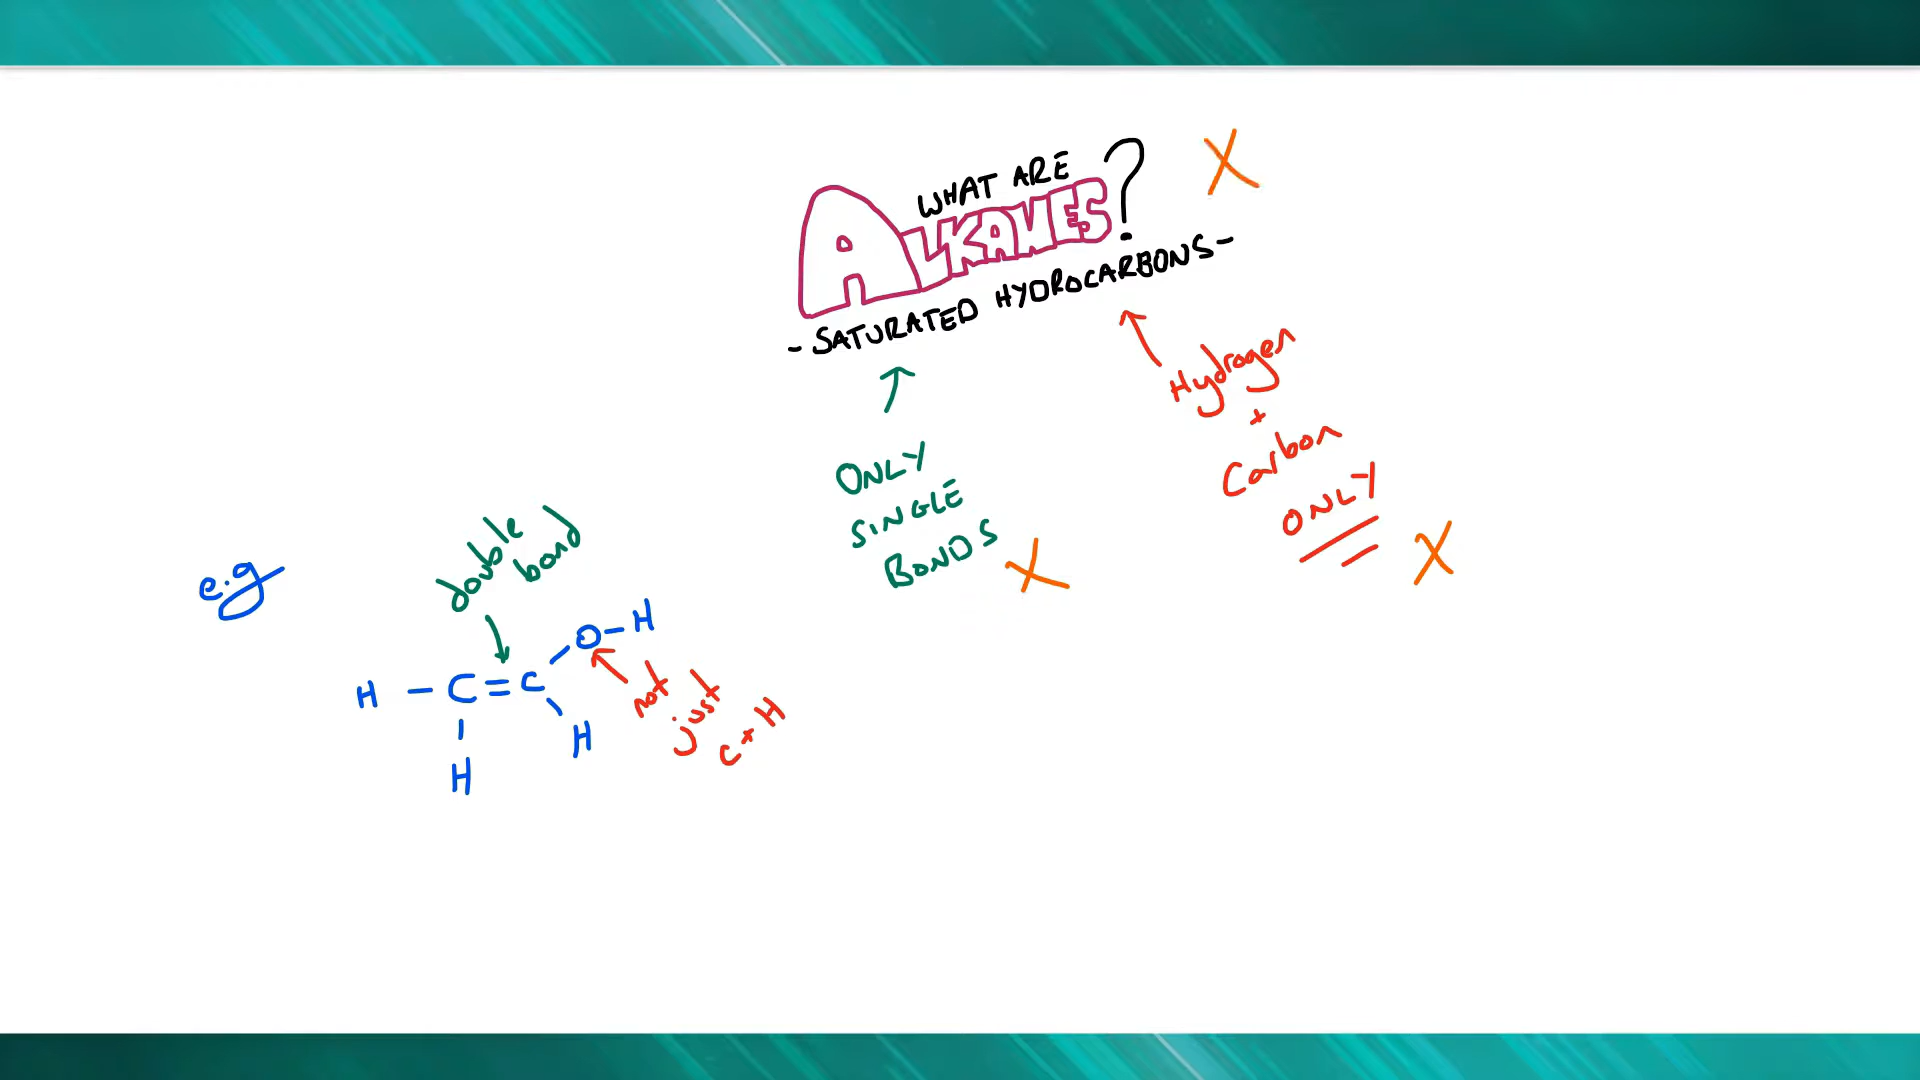 WHAT ARE
ALKANES?
X
- SATURATED HYDROCARBONS -
ONLY
SINGLE
BONDS
X
Hydrogen
+
Carbon
ONLY
X
e.g
double
bond
O-H
H - C = C
H
H
not
just
C + H